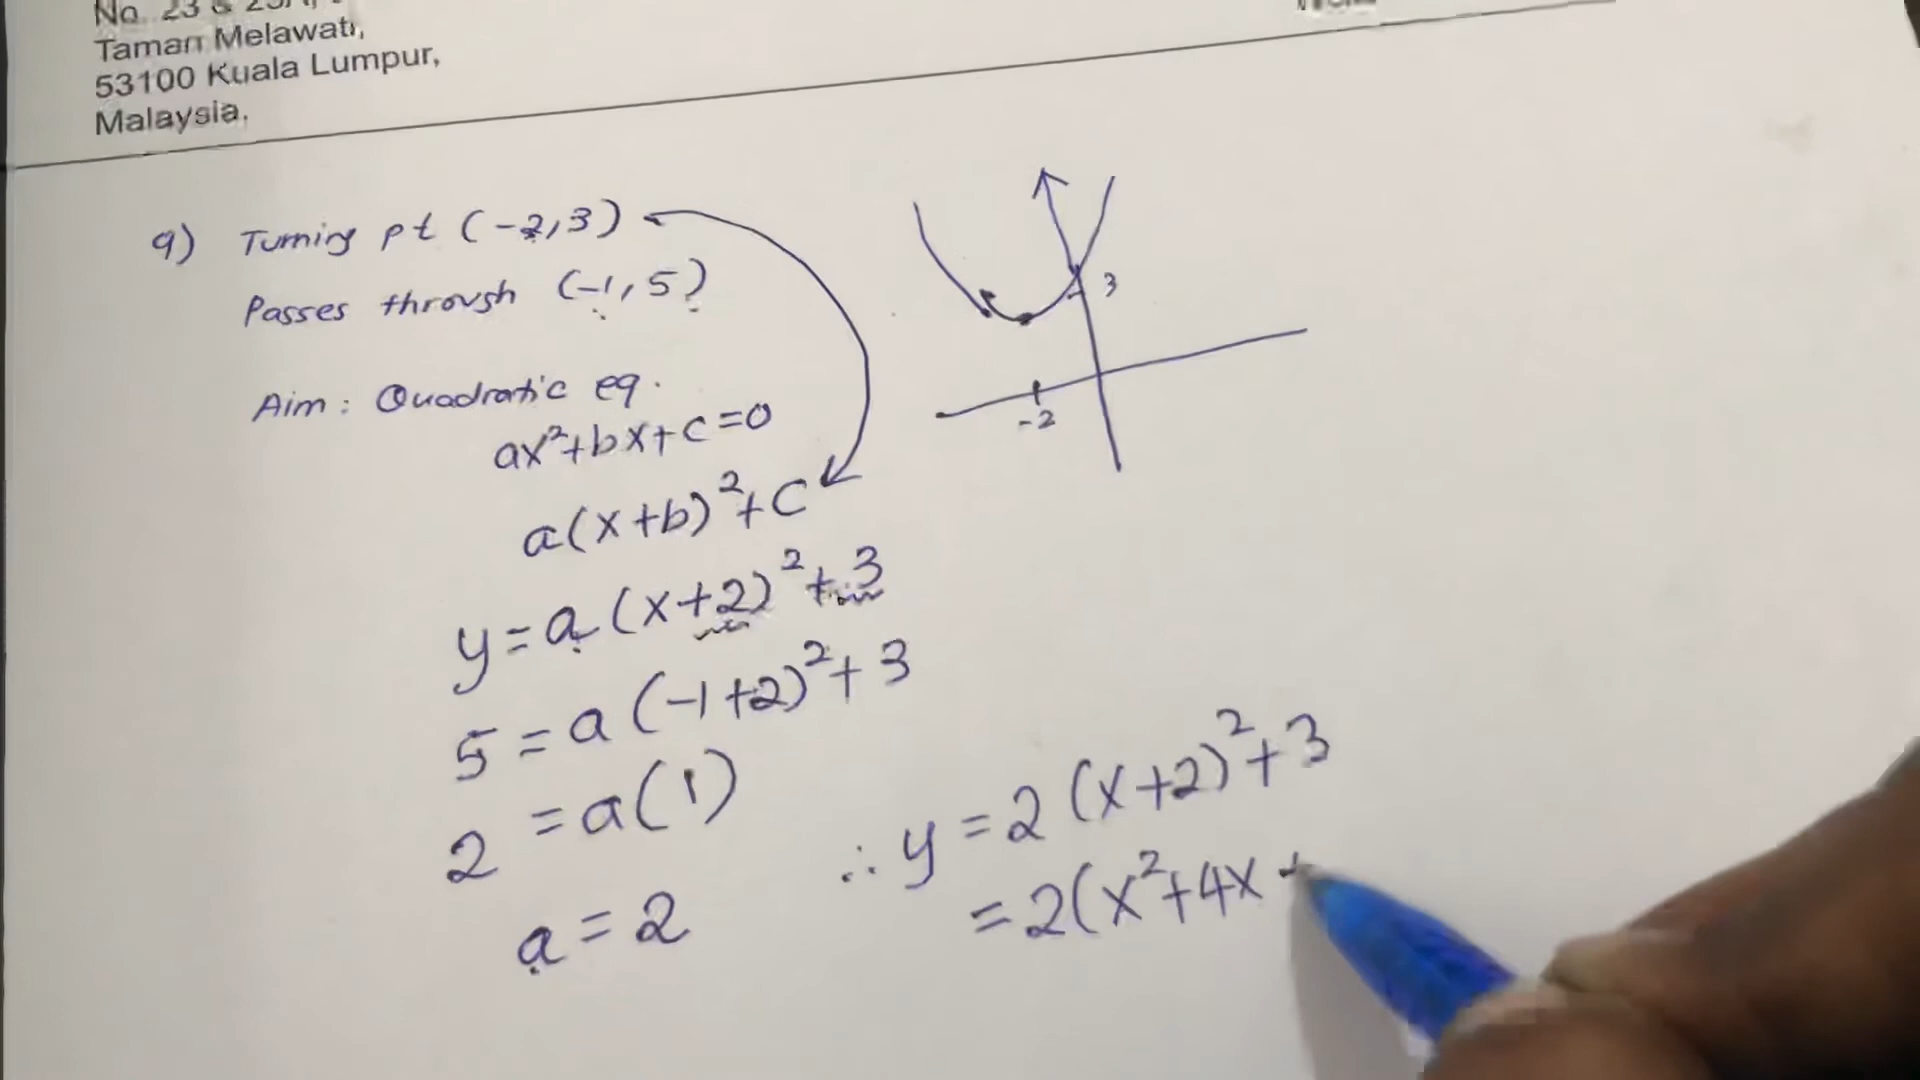 No. 23 &
Taman Melawati,
53100 Kuala Lumpur,
Malaysia.
9) Turning pt (-2,3)
Passes through (-1,5)
Aim: Quadratic eq.
ax²+bx+c=0
a(x+b)²+c
y=a(x+2)²+3
5=a(-1+2)²+3
2=a(1)
a=2
3
-2
∴y=2(x+2)²+3
=2(x²+4x+